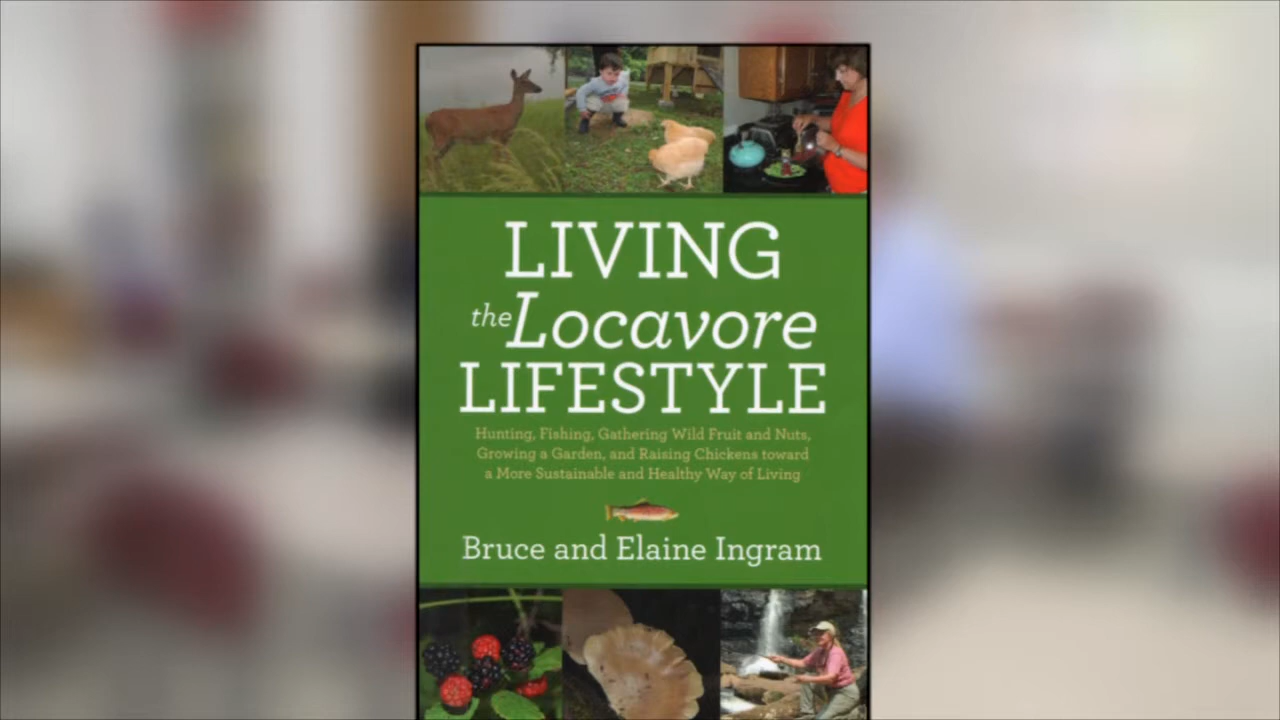 LIVING
the Locavore
LIFESTYLE
Hunting, Fishing, Gathering Wild Fruit and Nuts,
Growing a Garden, and Raising Chickens toward
a More Sustainable and Healthy Way of Living
Bruce and Elaine Ingram